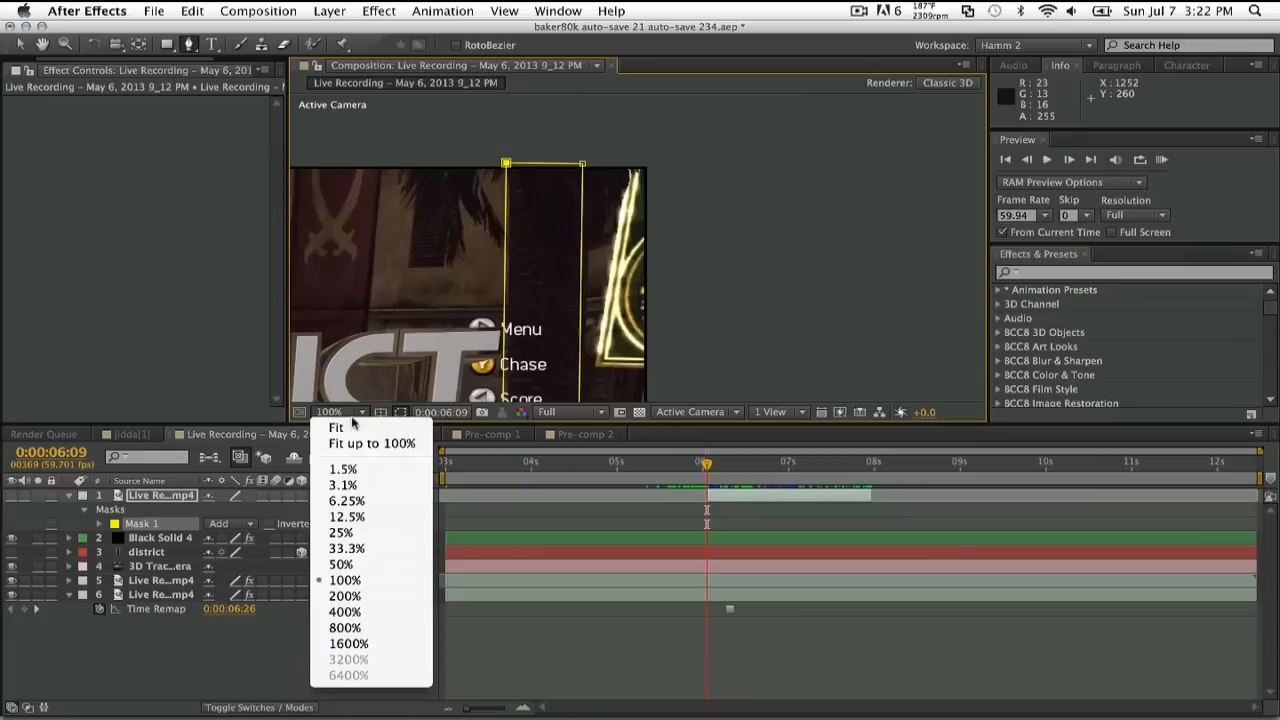 After Effects File Edit Composition Layer Effect Animation View Window Help 6 187°F 2309rpm Sun Jul 7 3:22 PM
baker80k auto-save 21 auto-save 234.aep *
RotoBezier Workspace: Hamm 2 Search Help
Effect Controls: Live Recording – May 6, 201 Composition: Live Recording – May 6, 2013 9_12 PM Audio Info Paragraph Character
Live Recording – May 6, 2013 9_12 PM • Live Recording – M Live Recording – May 6, 2013 9_12 PM Renderer: Classic 3D
Active Camera
R: 23 X: 1252
G: 13 Y: 260
B: 16
A: 255
Preview
RAM Preview Options
Frame Rate Skip Resolution
59.94 0 Full
From Current Time Full Screen
Effects & Presets
* Animation Presets
3D Channel
Audio
BCC8 3D Objects
BCC8 Art Looks
BCC8 Blur & Sharpen
BCC8 Color & Tone
BCC8 Film Style
BCC8 Image Restoration
Menu
Y Chase
Score
ICT
100% 0:00:06:09 Full Active Camera 1 View +0.0
Fit
Fit up to 100%
1.5%
3.1%
6.25%
12.5%
25%
33.3%
50%
100%
200%
400%
800%
1600%
3200%
6400%
Render Queue jidda[1] Live Recording – May 6, 20 Pre-comp 1 Pre-comp 2
0:00:06:09
00369 (59.701 fps)
03s 04s 05s 06s 07s 08s 09s 10s 11s 12s
# Source Name
1 Live Re...mp4
Masks
Mask 1 Add Inverte
2 Black Solid 4
3 district
4 3D Trac...era
5 Live Re...mp4
6 Live Re...mp4
Time Remap 0:00:06:26
Toggle Switches / Modes